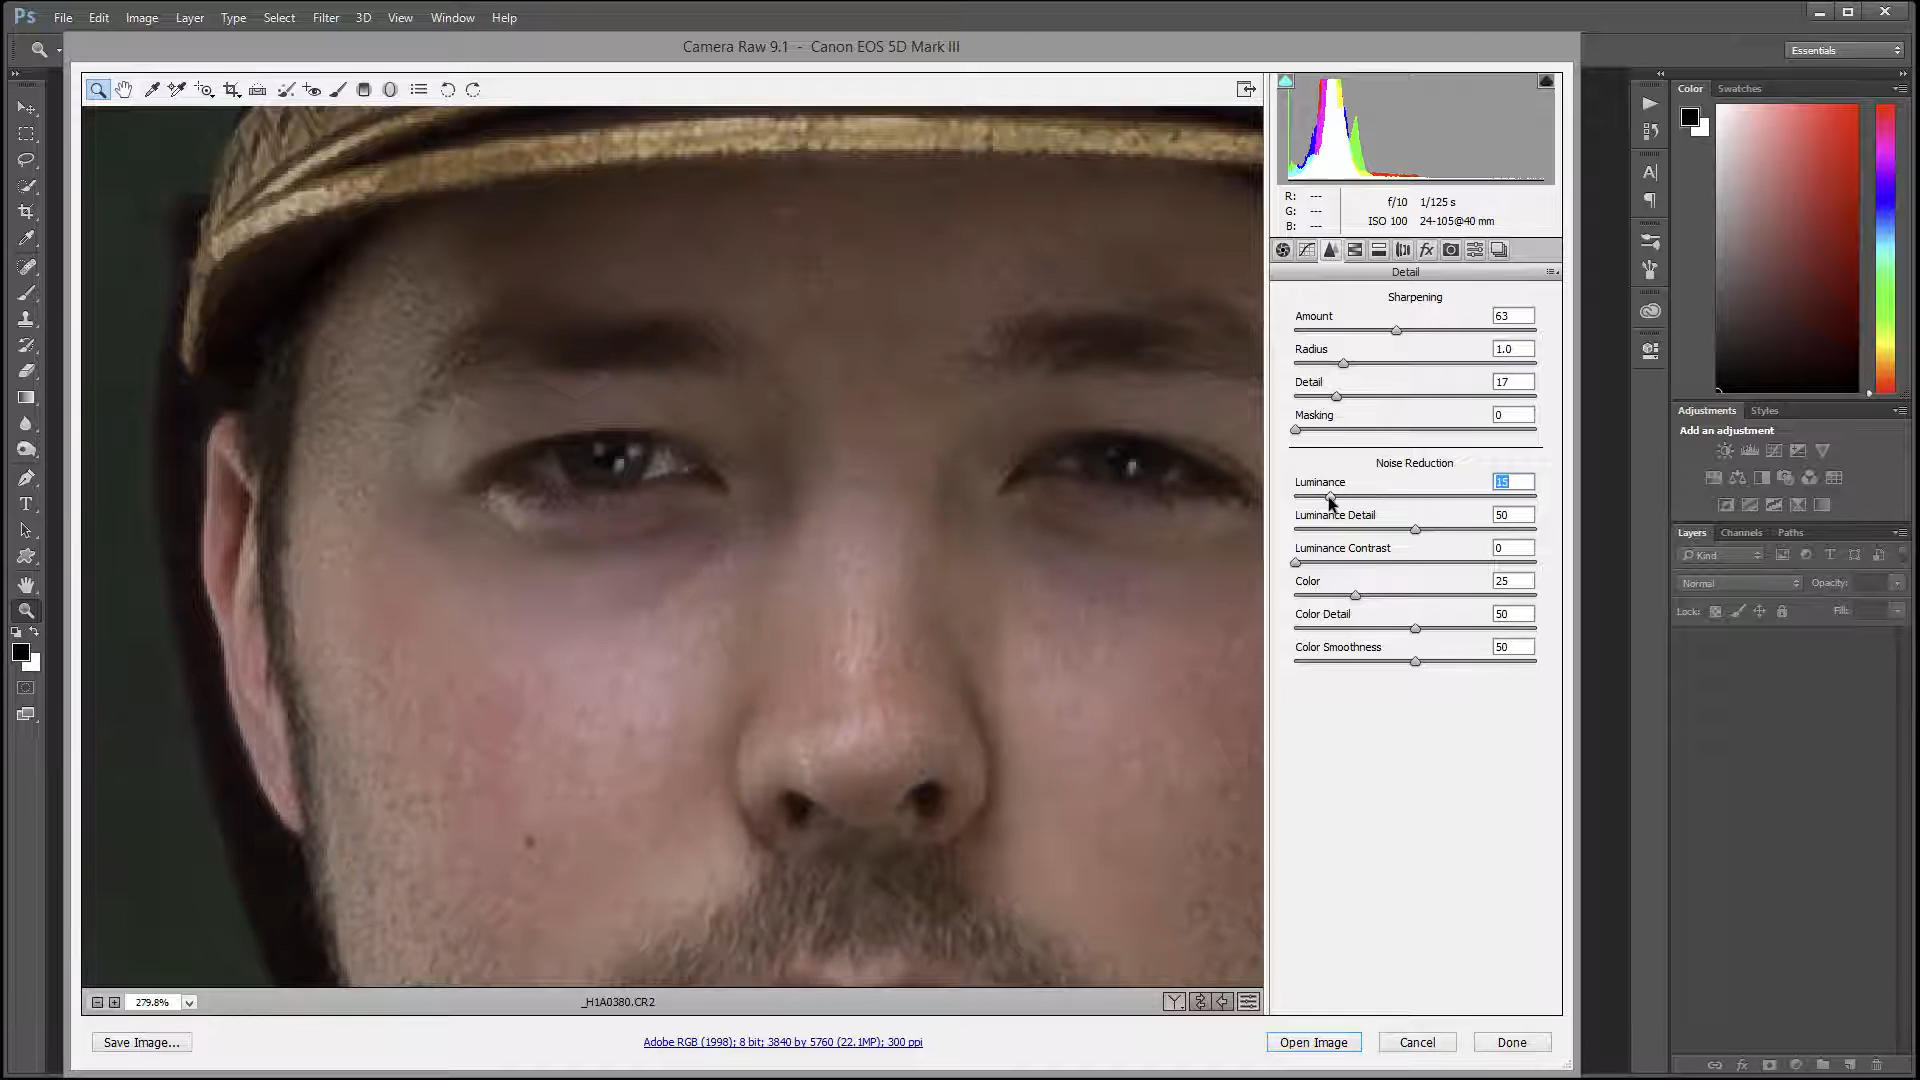 Ps File Edit Image Layer Type Select Filter 3D View Window Help
Camera Raw 9.1 - Canon EOS 5D Mark III
Essentials
Color Swatches
R: ---
G: ---
B: ---
f/10 1/125 s
ISO 100 24-105@40 mm
Detail
Sharpening
Amount 63
Radius 1.0
Detail 17
Masking 0
Noise Reduction
Luminance 15
Luminance Detail 50
Luminance Contrast 0
Color 25
Color Detail 50
Color Smoothness 50
Adjustments Styles
Add an adjustment
Layers Channels Paths
Kind
Normal Opacity:
Lock: Fill:
279.8%
_H1A0380.CR2
Save Image...
Adobe RGB (1998); 8 bit; 3840 by 5760 (22.1MP); 300 ppi
Open Image Cancel Done